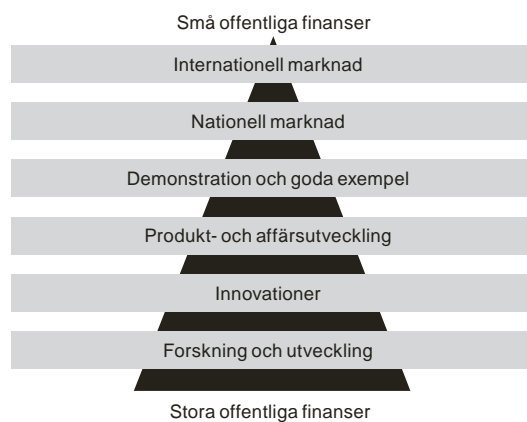 Små offentliga finanser
Internationell marknad
Nationell marknad
Demonstration och goda exempel
Produkt- och affärsutveckling
Innovationer
Forskning och utveckling
Stora offentliga finanser